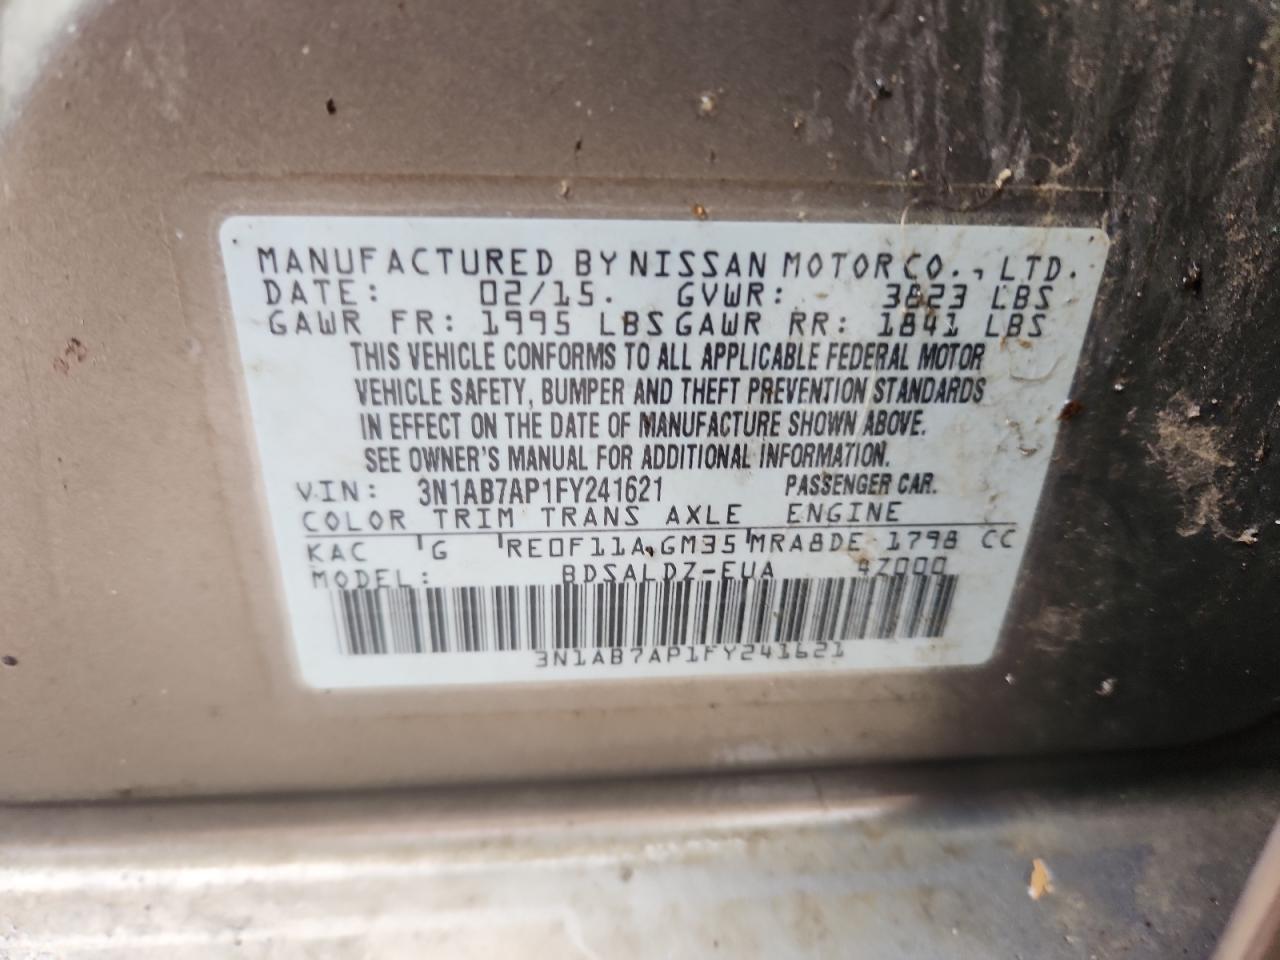 MANUFACTURED BY NISSAN MOTOR CO., LTD.
DATE: 02/15. GVWR: 3823 LBS
GAWR FR: 1995 LBS GAWR RR: 1841 LBS
THIS VEHICLE CONFORMS TO ALL APPLICABLE FEDERAL MOTOR
VEHICLE SAFETY, BUMPER AND THEFT PREVENTION STANDARDS
IN EFFECT ON THE DATE OF MANUFACTURE SHOWN ABOVE.
SEE OWNER'S MANUAL FOR ADDITIONAL INFORMATION.
VIN: 3N1AB7AP1FY241621 PASSENGER CAR.
COLOR TRIM TRANS AXLE ENGINE
KAC G RE0F11A GM35 MRA8DE 1798 CC
MODEL: BDSALDZ-EUA 4Z000
3N1AB7AP1FY241621